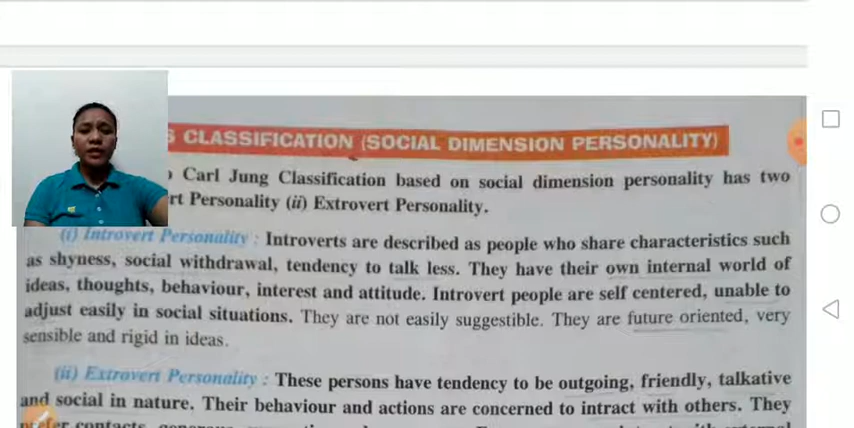 S CLASSIFICATION (SOCIAL DIMENSION PERSONALITY)
Carl Jung Classification based on social dimension personality has two
rt Personality (ii) Extrovert Personality.
(i) Introvert Personality : Introverts are described as people who share characteristics such
as shyness, social withdrawal, tendency to talk less. They have their own internal world of
ideas, thoughts, behaviour, interest and attitude. Introvert people are self centered, unable to
adjust easily in social situations. They are not easily suggestible. They are future oriented, very
sensible and rigid in ideas.
(ii) Extrovert Personality : These persons have tendency to be outgoing, friendly, talkative
and social in nature. Their behaviour and actions are concerned to intract with others. They